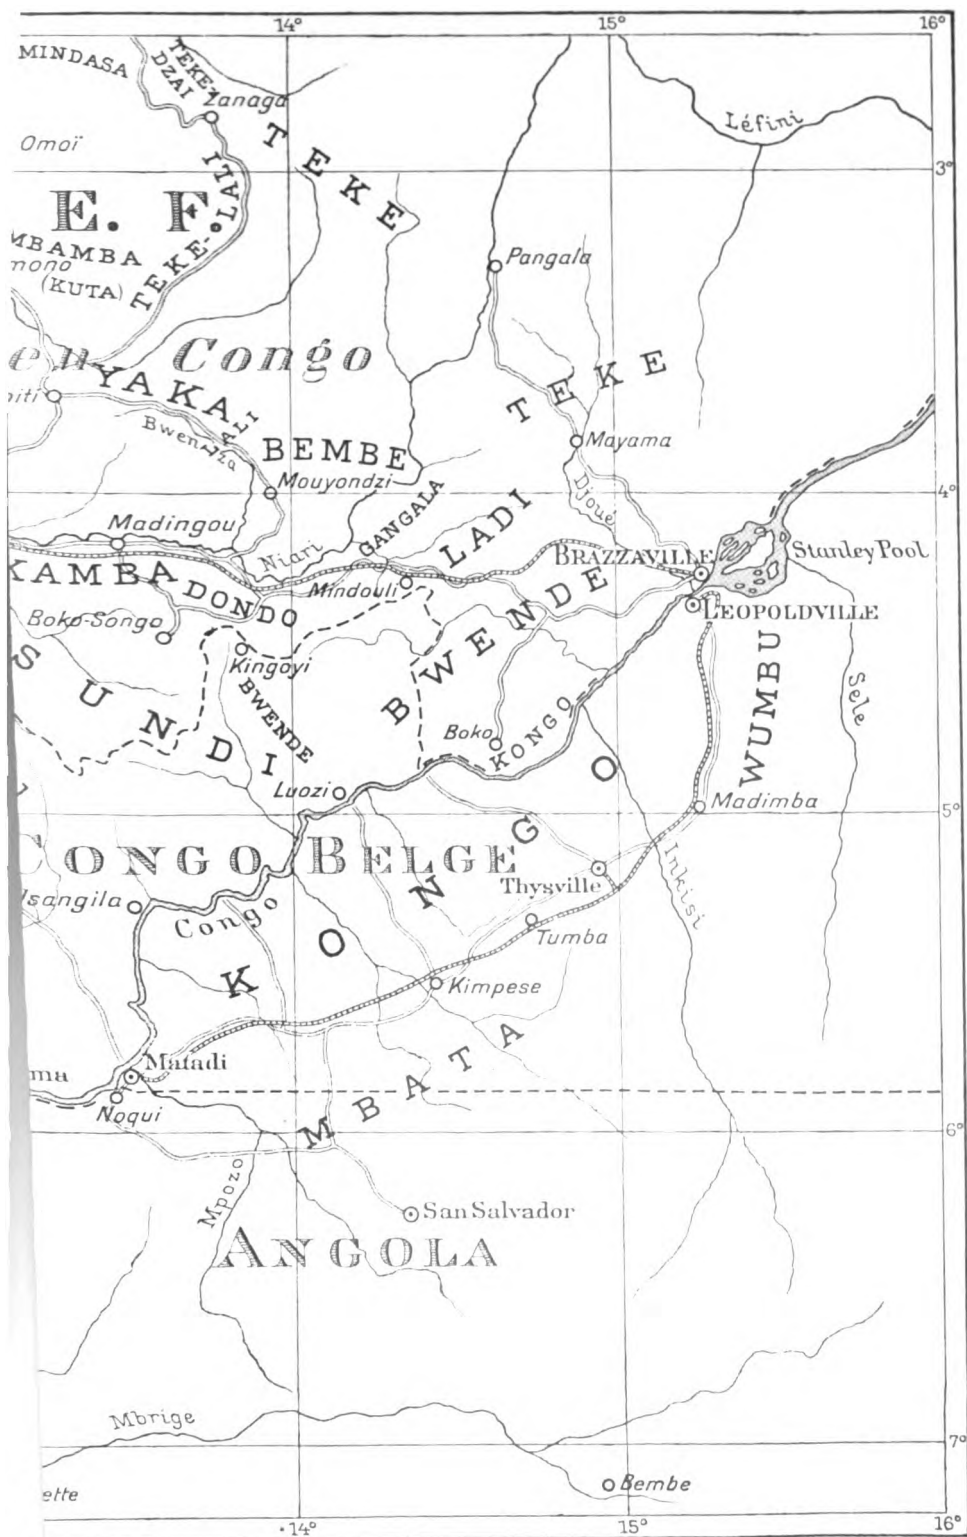 14° 15° 16°
MINDASA
TEKE-
DZAI
Zanaga
Léfini
Omoï
TEKE
3°
E. F.
TEKE-LALI
MBAMBA
(KUTA)
Pangala
Congo
YAKA
LALI
Bwenza
TEKE
BEMBE
Mayama
Mouyondzi
4°
Djoué
Madingou
Niari
GANGALA
LADI
Stanley Pool
BRAZZAVILLE
KAMBA
DONDO
Mindouli
LEOPOLDVILLE
Boko-Songo
BWENDE
Kingoyi
SUNDI
BWENDE
WUMBU
Sele
Boko
KONGO
Luozi
Madimba
5°
CONGO BELGE
KONGO
Thysville
Inkisi
Isangila
Congo
Tumba
Kimpese
MBATA
Matadi
Noqui
6°
Mpozo
San Salvador
ANGOLA
Mbrige
7°
Bembe
14° 15° 16°